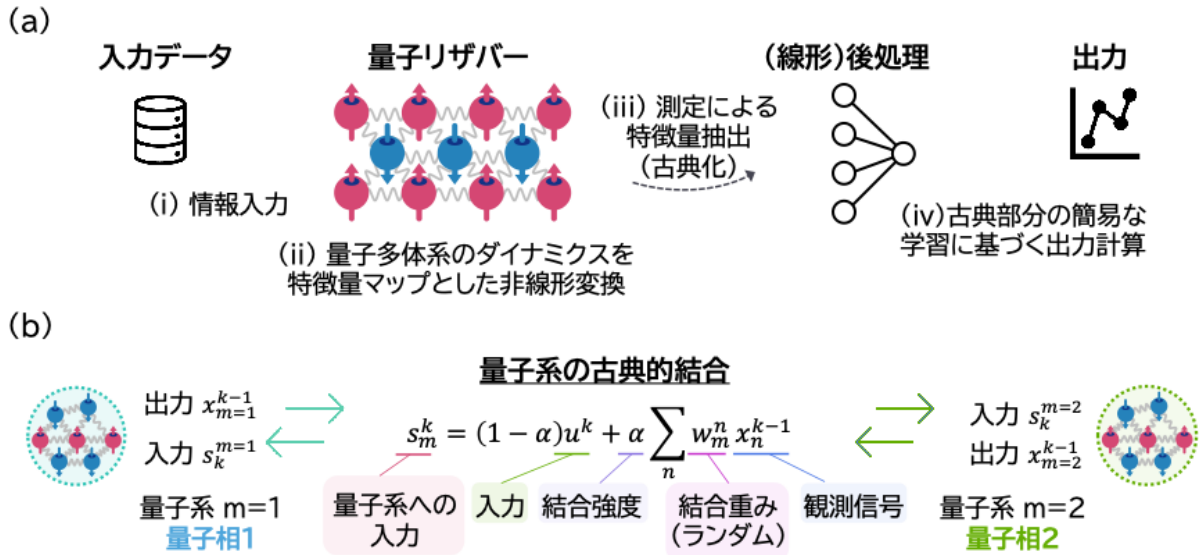 (a)
入力データ
量子リザバー
(線形)後処理
出力
(i) 情報入力
(ii) 量子多体系のダイナミクスを
特徴量マップとした非線形変換
(iii) 測定による
特徴量抽出
(古典化)
(iv)古典部分の簡易な
学習に基づく出力計算
(b)
量子系の古典的結合
出力 x_{m=1}^{k-1}
入力 s_k^{m=1}
量子系 m=1
量子相1
s_m^k = (1 − α)u^k + α ∑_n w_m^n x_n^{k-1}
量子系への
入力
入力
結合強度
結合重み
(ランダム)
観測信号
入力 s_k^{m=2}
出力 x_{m=2}^{k-1}
量子系 m=2
量子相2